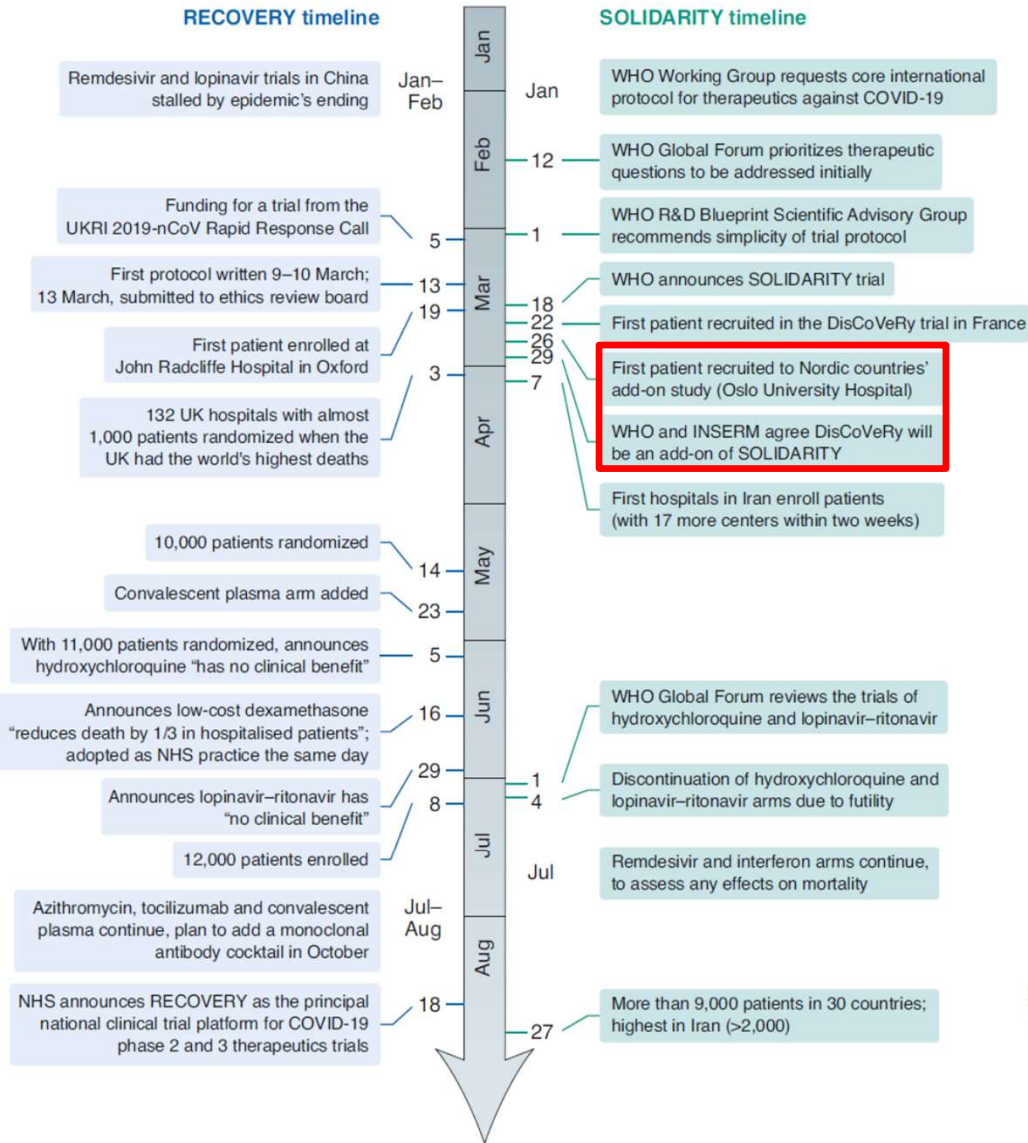 RECOVERY timeline
Remdesivir and lopinavir trials in China
stalled by epidemic's ending
Jan–
Feb
Funding for a trial from the
UKRI 2019-nCoV Rapid Response Call
5
First protocol written 9–10 March;
13 March, submitted to ethics review board
13
19
First patient enrolled at
John Radcliffe Hospital in Oxford
3
132 UK hospitals with almost
1,000 patients randomized when the
UK had the world's highest deaths
10,000 patients randomized
14
Convalescent plasma arm added
23
With 11,000 patients randomized, announces
hydroxychloroquine “has no clinical benefit”
5
Announces low-cost dexamethasone
“reduces death by 1/3 in hospitalised patients”;
adopted as NHS practice the same day
16
29
Announces lopinavir–ritonavir has
“no clinical benefit”
8
12,000 patients enrolled
Jul–
Aug
Azithromycin, tocilizumab and convalescent
plasma continue, plan to add a monoclonal
antibody cocktail in October
NHS announces RECOVERY as the principal
national clinical trial platform for COVID-19
phase 2 and 3 therapeutics trials
18
Jan
Feb
Mar
Apr
May
Jun
Jul
Aug
SOLIDARITY timeline
Jan
WHO Working Group requests core international
protocol for therapeutics against COVID-19
12
WHO Global Forum prioritizes therapeutic
questions to be addressed initially
1
WHO R&D Blueprint Scientific Advisory Group
recommends simplicity of trial protocol
WHO announces SOLIDARITY trial
18
22
First patient recruited in the DisCoVeRy trial in France
26
29
First patient recruited to Nordic countries'
add-on study (Oslo University Hospital)
7
WHO and INSERM agree DisCoVeRy will
be an add-on of SOLIDARITY
First hospitals in Iran enroll patients
(with 17 more centers within two weeks)
WHO Global Forum reviews the trials of
hydroxychloroquine and lopinavir–ritonavir
1
4
Discontinuation of hydroxychloroquine and
lopinavir–ritonavir arms due to futility
Jul
Remdesivir and interferon arms continue,
to assess any effects on mortality
27
More than 9,000 patients in 30 countries;
highest in Iran (>2,000)